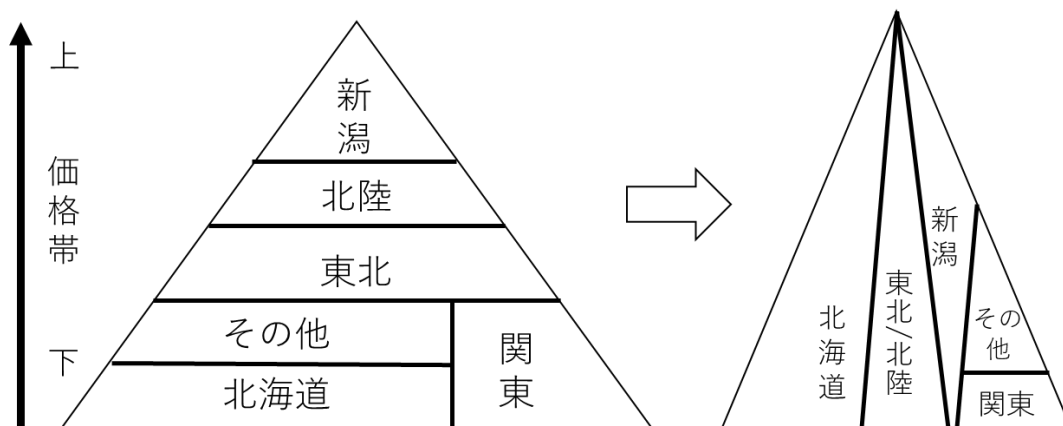 上
価格帯
下
新潟
北陸
東北
その他
北海道
関東
北海道
東北/北陸
新潟
その
他
関東